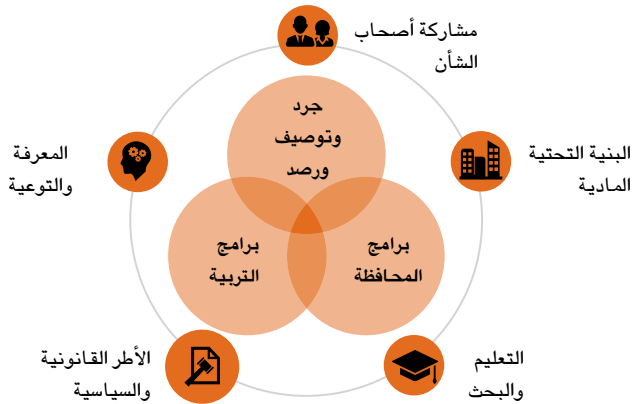 مشاركة أصحاب
الشأن
جرد
وتوصيف
ورصد
البنية التحتية
المادية
المعرفة
والتوعية
برامج
المحافظة
برامج
التربية
التعليم
والبحث
الأطر القانونية
والسياسية